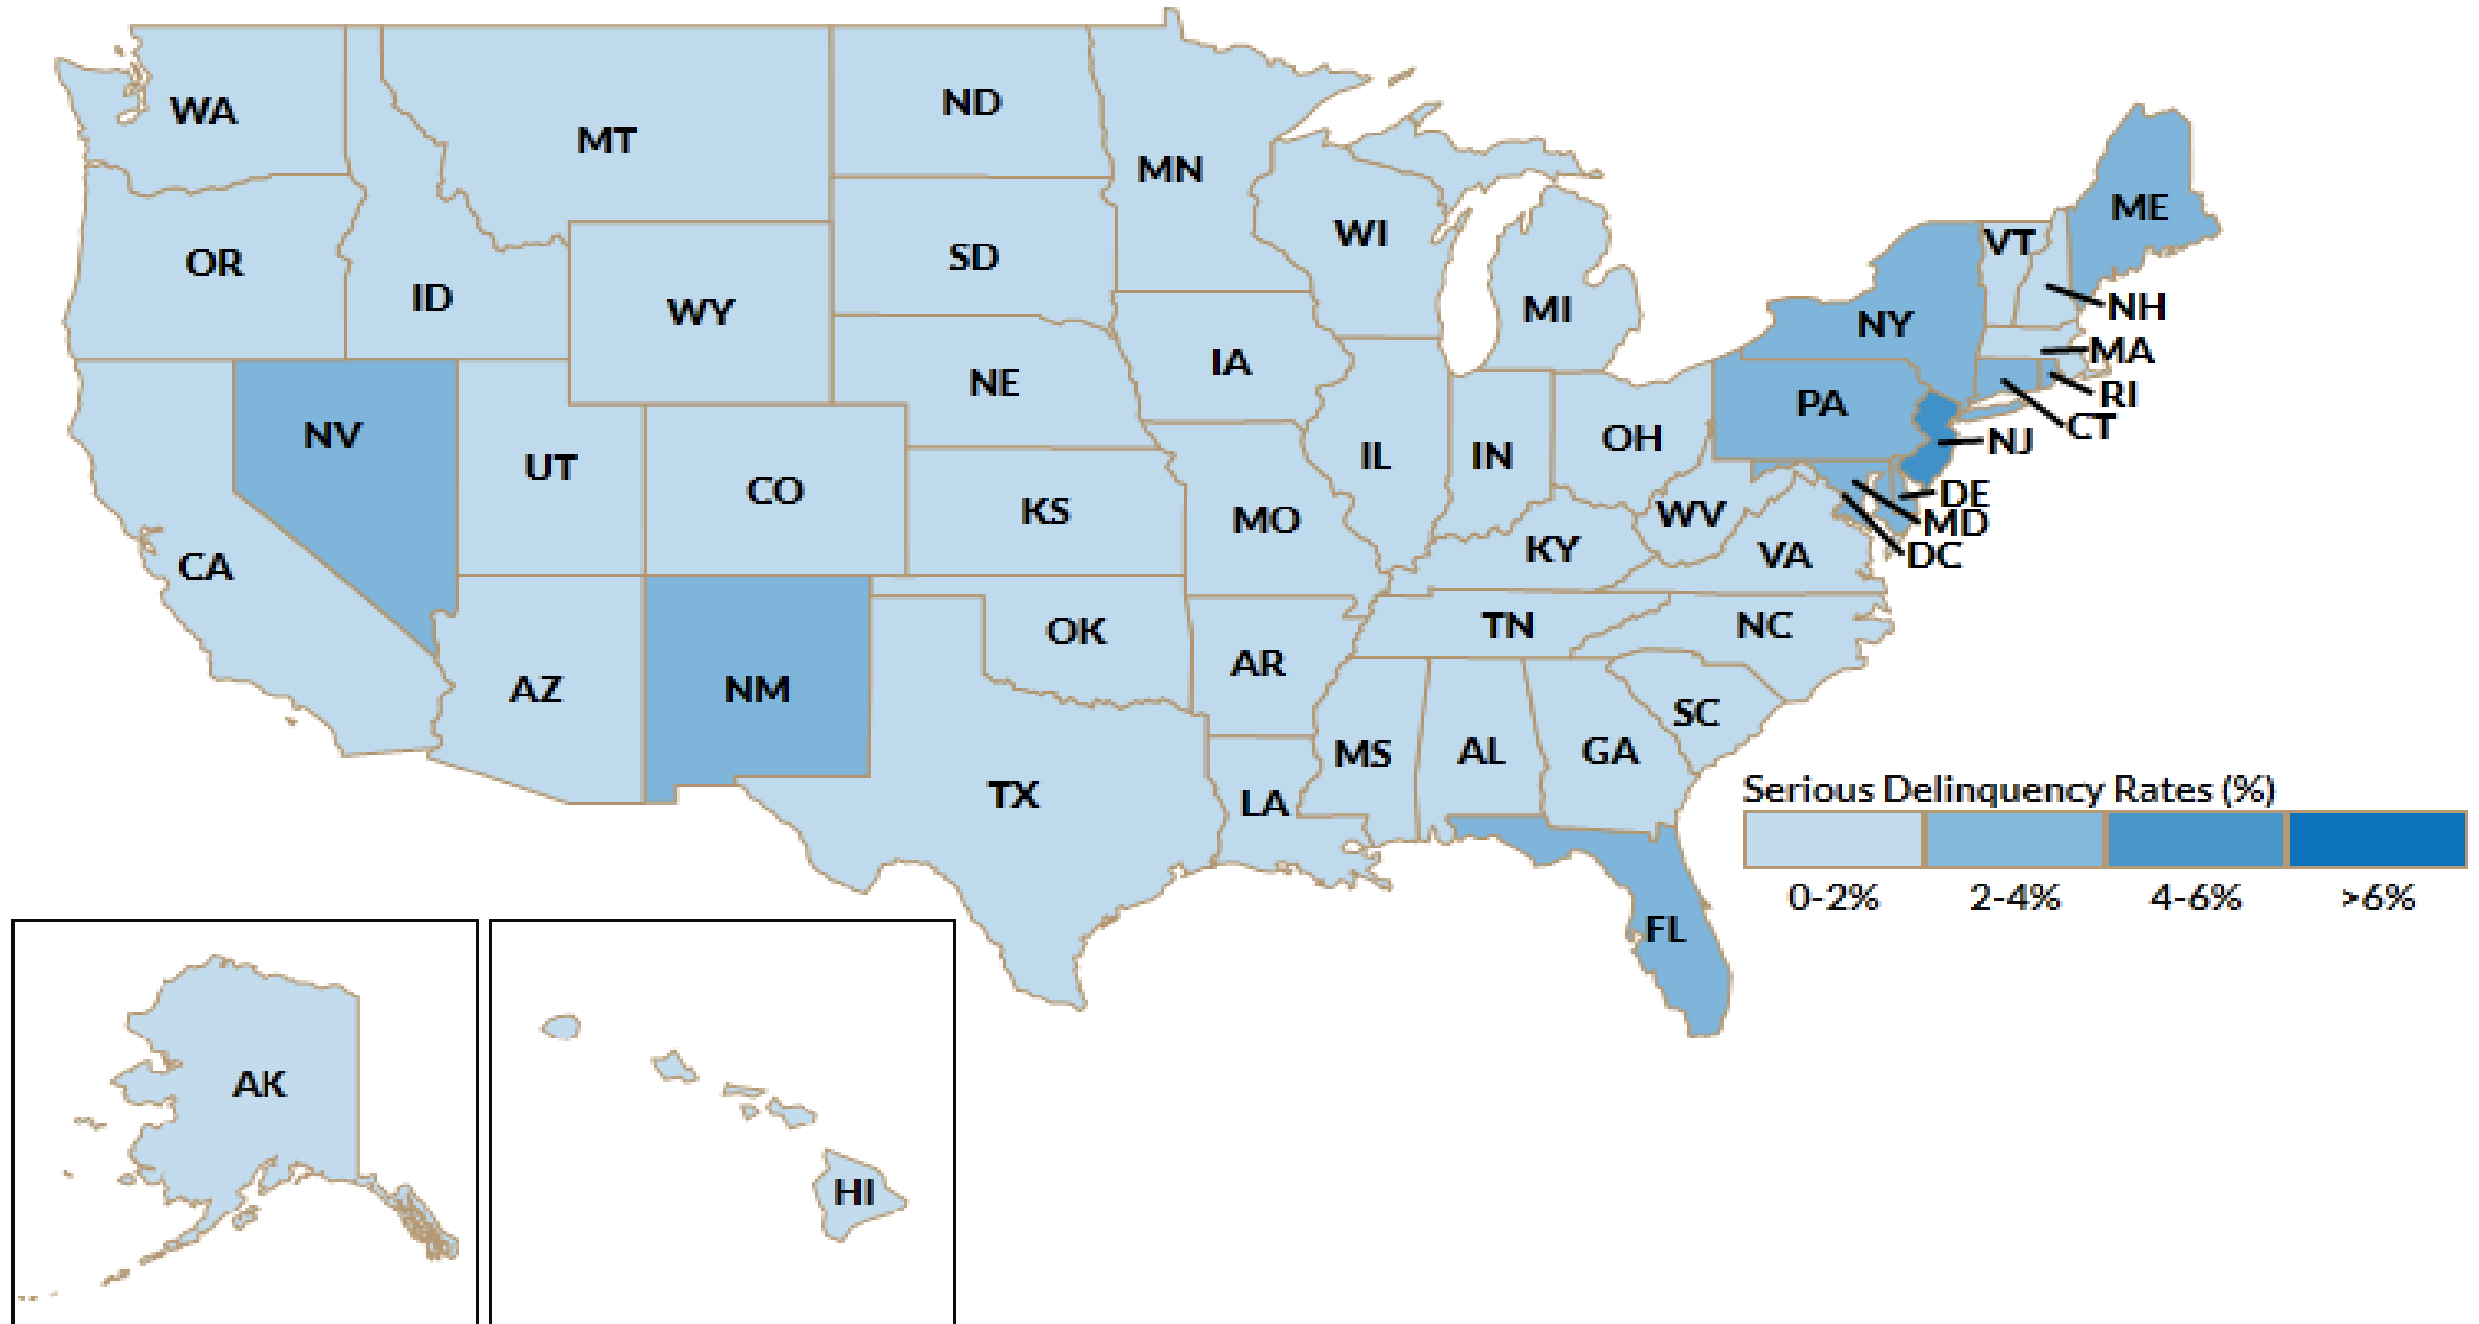 WA
MT
ND
MN
OR
ID
WY
SD
WI
MI
NY
VT
ME
NH
MA
RI
CT
NJ
PA
DE
MD
DC
NV
UT
CO
NE
IA
IL
IN
OH
CA
KS
MO
KY
WV
VA
AZ
NM
OK
AR
TN
NC
TX
LA
MS
AL
GA
SC
FL
AK
HI
Serious Delinquency Rates (%)
0-2% 2-4% 4-6% >6%